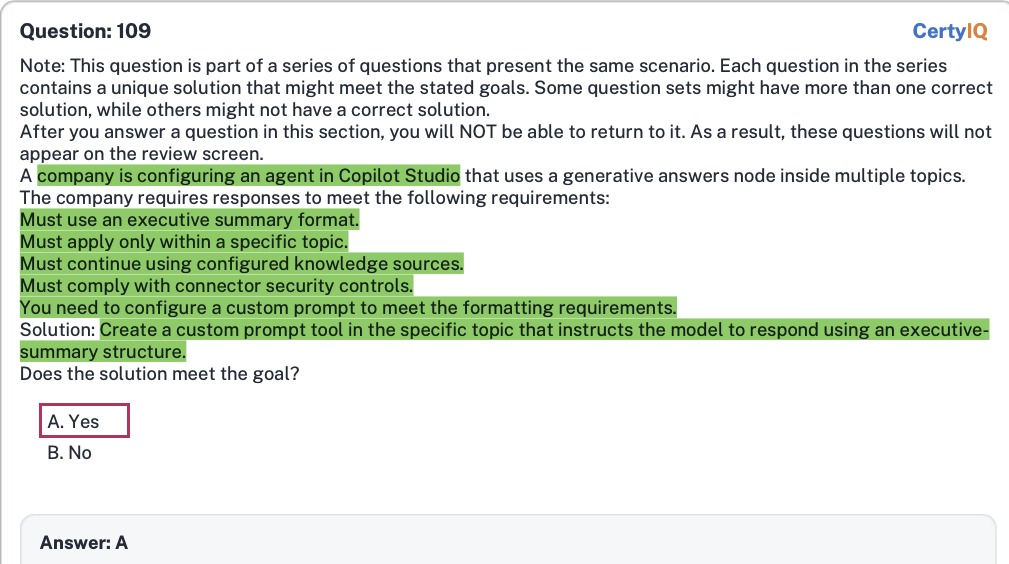 Question: 109
CertyIQ
Note: This question is part of a series of questions that present the same scenario. Each question in the series
contains a unique solution that might meet the stated goals. Some question sets might have more than one correct
solution, while others might not have a correct solution.
After you answer a question in this section, you will NOT be able to return to it. As a result, these questions will not
appear on the review screen.
A company is configuring an agent in Copilot Studio that uses a generative answers node inside multiple topics.
The company requires responses to meet the following requirements:
Must use an executive summary format.
Must apply only within a specific topic.
Must continue using configured knowledge sources.
Must comply with connector security controls.
You need to configure a custom prompt to meet the formatting requirements.
Solution: Create a custom prompt tool in the specific topic that instructs the model to respond using an executive-
summary structure.
Does the solution meet the goal?
A. Yes
B. No
Answer: A